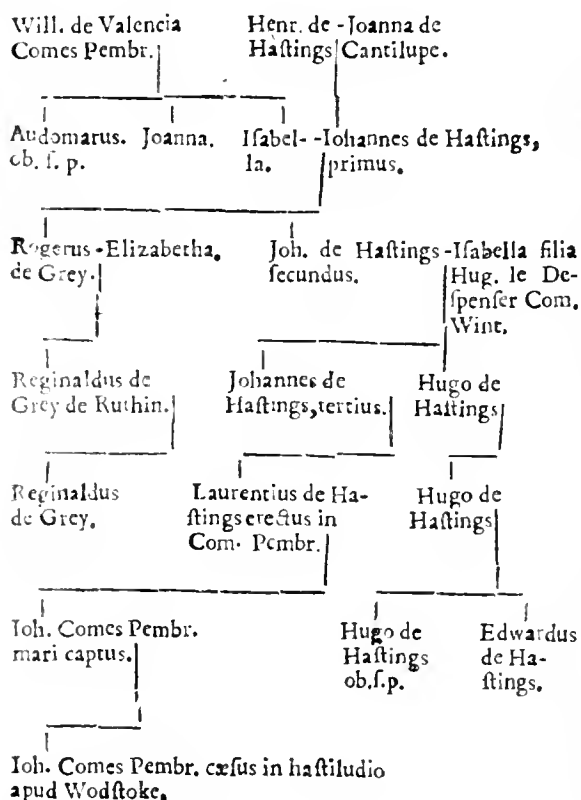 Will. de Valencia
Comes Pembr.
Henr. de -Joanna de
Haſtings Cantilupe.
Audomarus. Joanna. Iſabel- -Iohannes de Haſtings,
ob. ſ. p. la. primus.
Rogerus -Elizabetha.
de Grey.
Joh. de Haſtings -Iſabella filia
ſecundus. Hug. le De-
ſpenſer Com.
Wint.
Reginaldus de
Grey de Ruthin.
Johannes de
Haſtings, tertius.
Hugo de
Haſtings
Reginaldus
de Grey.
Laurentius de Ha-
ſtings erectus in
Com. Pembr.
Hugo de
Haſtings
Ioh. Comes Pembr.
mari captus.
Hugo de
Haſtings
ob.ſ.p.
Edwardus
de Ha-
ſtings.
Ioh. Comes Pembr. cæſus in haſtiludio
apud Wodſtoke.